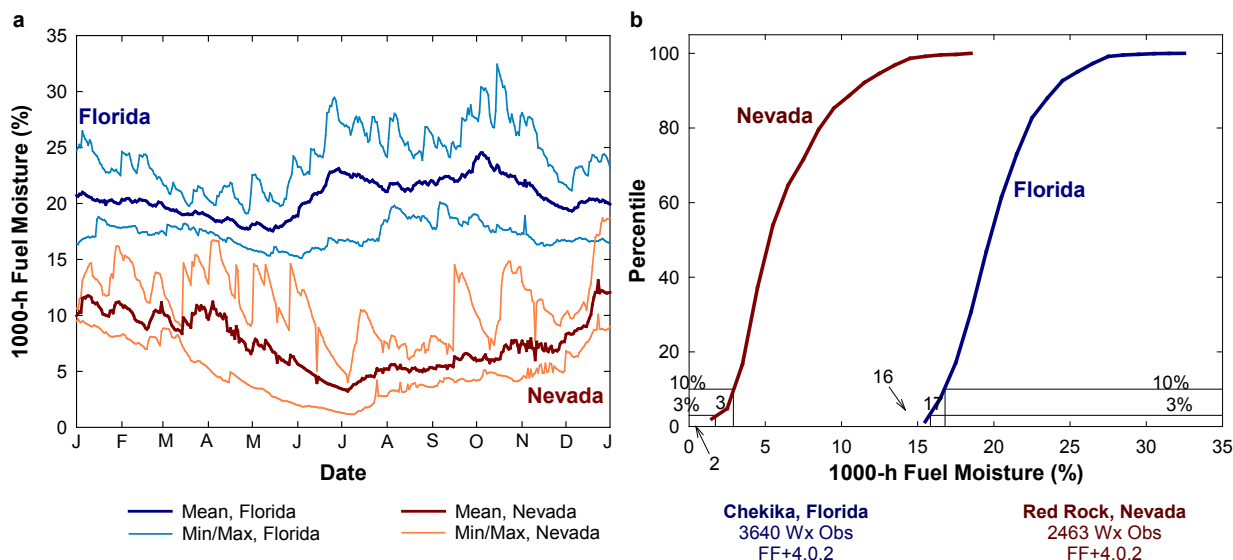 a
35
30
25
20
15
10
5
0
1000-h Fuel Moisture (%)
Florida
Nevada
J F M A M J J A S O N D J
Date
Mean, Florida
Min/Max, Florida
Mean, Nevada
Min/Max, Nevada
b
100
80
60
40
20
0
Percentile
Nevada
Florida
10% 10%
3% 3 17 3%
16
2
0 5 10 15 20 25 30 35
1000-h Fuel Moisture (%)
Chekika, Florida
3640 Wx Obs
FF+4.0.2
Red Rock, Nevada
2463 Wx Obs
FF+4.0.2